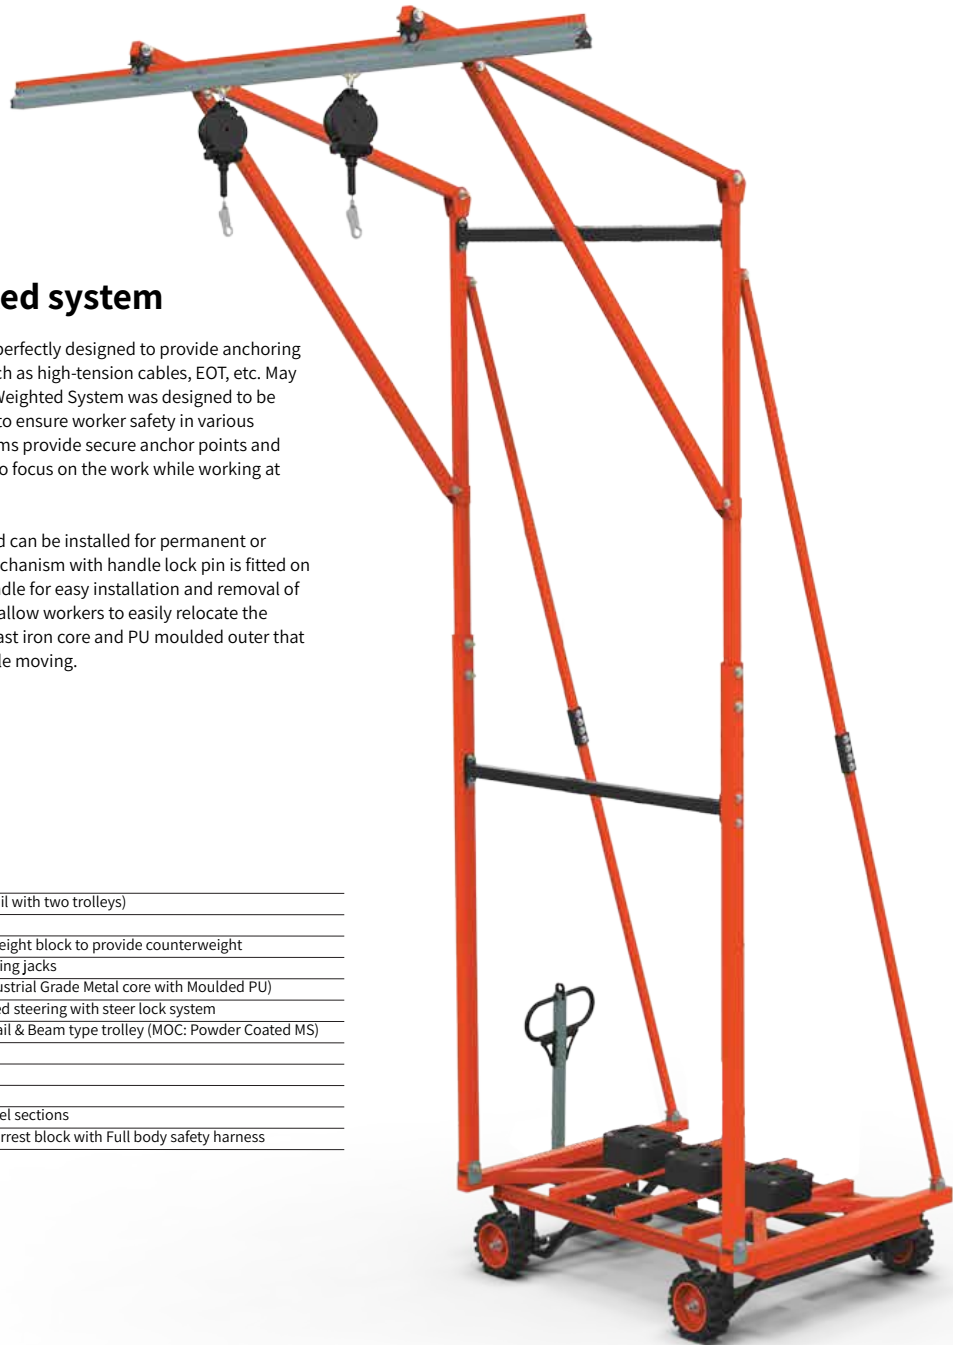 ed system
perfectly designed to provide anchoring
ch as high-tension cables, EOT, etc. May
Weighted System was designed to be
to ensure worker safety in various
ms provide secure anchor points and
o focus on the work while working at
d can be installed for permanent or
chanism with handle lock pin is fitted on
ndle for easy installation and removal of
allow workers to easily relocate the
ast iron core and PU moulded outer that
le moving.
il with two trolleys)
eight block to provide counterweight
ing jacks
ustrial Grade Metal core with Moulded PU)
ed steering with steer lock system
ail & Beam type trolley (MOC: Powder Coated MS)
el sections
rrest block with Full body safety harness